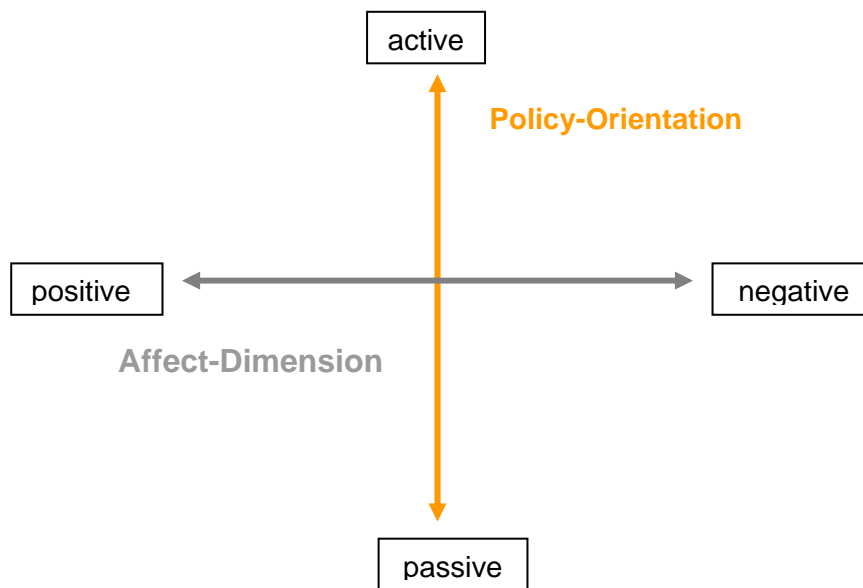 active
Policy-Orientation
positive
negative
Affect-Dimension
passive